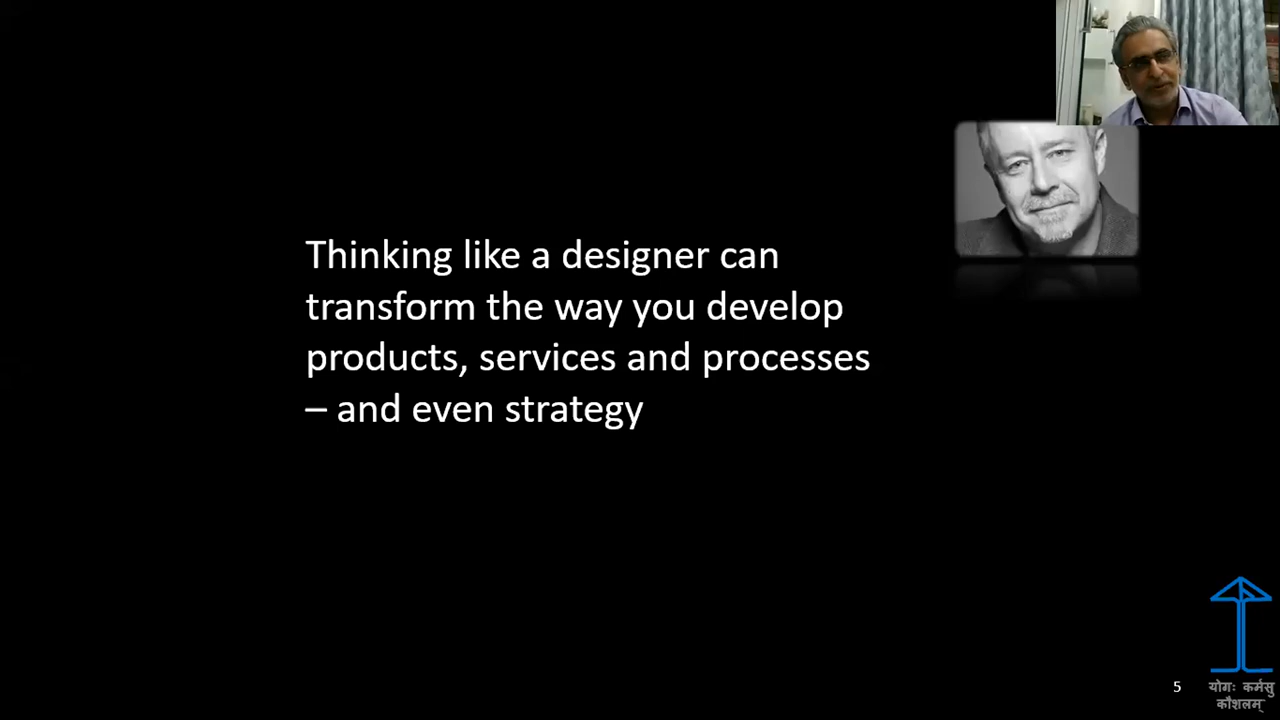 Thinking like a designer can
transform the way you develop
products, services and processes
– and even strategy
5
योगः कर्मसु
कौशलम्